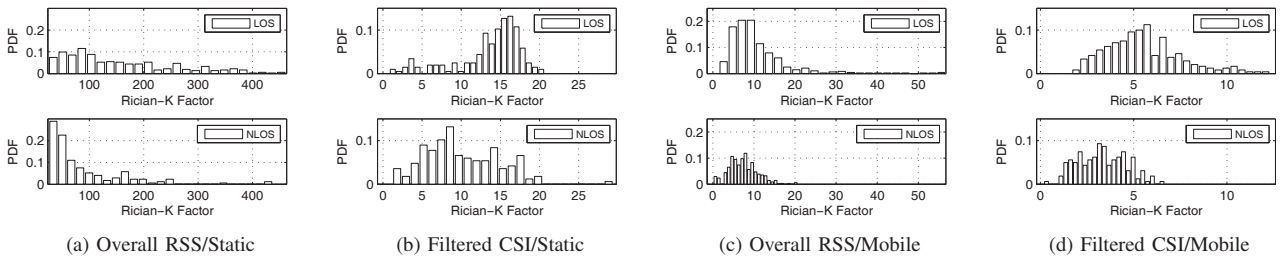 LOS
PDF
0.2
0.1
0
100 200 300 400
Rician−K Factor
NLOS
PDF
0.2
0.1
0
100 200 300 400
Rician−K Factor
(a) Overall RSS/Static
LOS
PDF
0.1
0
0 5 10 15 20 25
Rician−K Factor
NLOS
PDF
0.1
0
0 5 10 15 20 25
Rician−K Factor
(b) Filtered CSI/Static
LOS
PDF
0.2
0.1
0
0 10 20 30 40 50
Rician−K Factor
NLOS
PDF
0.2
0.1
0
0 10 20 30 40 50
Rician−K Factor
(c) Overall RSS/Mobile
LOS
PDF
0.1
0
0 5 10
Rician−K Factor
NLOS
PDF
0.1
0
0 5 10
Rician−K Factor
(d) Filtered CSI/Mobile